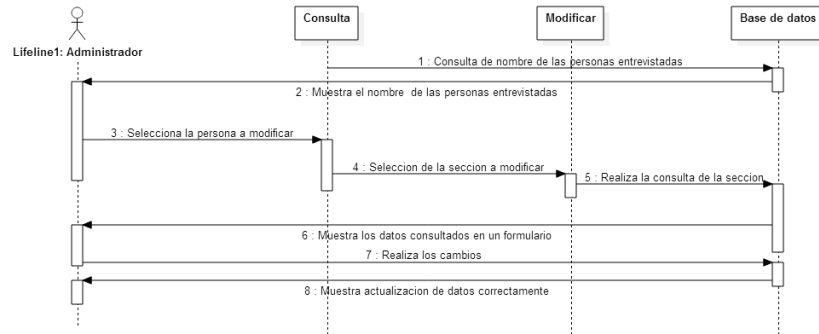 Consulta
Modificar
Base de datos
Lifeline1: Administrador
1 : Consulta de nombre de las personas entrevistadas
2 : Muestra el nombre  de las personas entrevistadas
3 : Selecciona la persona a modificar
4 : Seleccion de la seccion a modificar
5 : Realiza la consulta de la seccion
6 : Muestra los datos consultados en un formulario
7 : Realiza los cambios
8 : Muestra actualizacion de datos correctamente